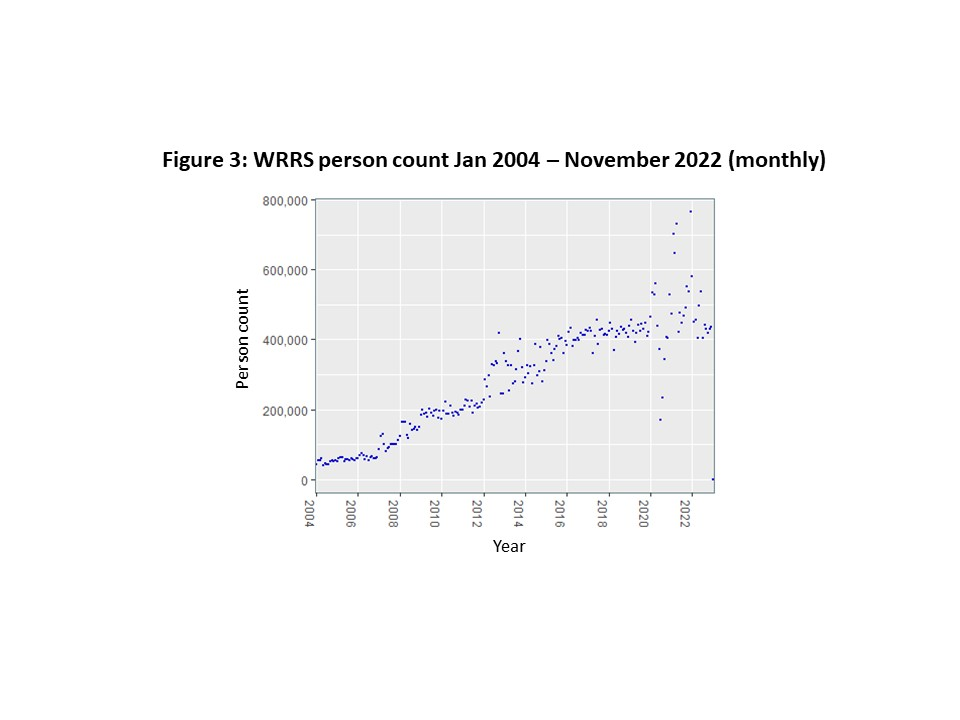 Figure 3: WRRS person count Jan 2004 – November 2022 (monthly)
800,000
600,000
400,000
200,000
0
Person count
2004 2006 2008 2010 2012 2014 2016 2018 2020 2022
Year